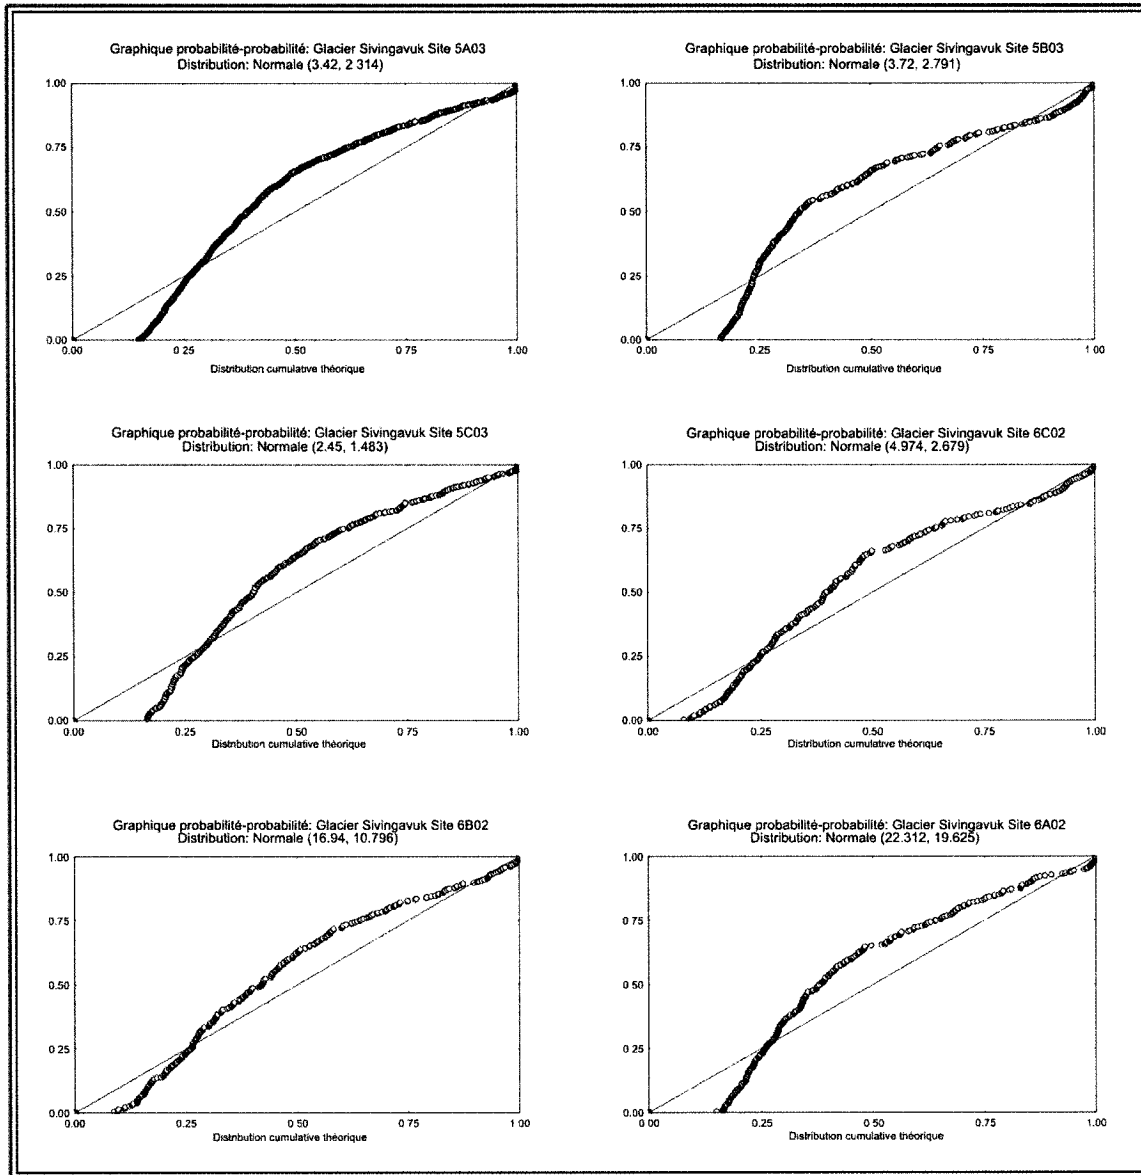 Graphique probabilité-probabilité: Glacier Sivingavuk Site 5A03
Distribution: Normale (3.42, 2 314)
1.00
0.75
0.50
0.25
0.00
0.00 0.25 0.50 0.75 1.00
Distribution cumulative théorique
Graphique probabilité-probabilité: Glacier Sivingavuk Site 5B03
Distribution: Normale (3.72, 2.791)
1.00
0.75
0.50
0.25
0.00
0.00 0.25 0.50 0.75 1.00
Distribution cumulative théorique
Graphique probabilité-probabilité: Glacier Sivingavuk Site 5C03
Distribution: Normale (2.45, 1.483)
1.00
0.75
0.50
0.25
0.00
0.00 0.25 0.50 0.75 1.00
Distribution cumulative théorique
Graphique probabilité-probabilité: Glacier Sivingavuk Site 6C02
Distribution: Normale (4.974, 2.679)
1.00
0.75
0.50
0.25
0.00
0.00 0.25 0.50 0.75 1.00
Distribution cumulative théorique
Graphique probabilité-probabilité: Glacier Sivingavuk Site 6B02
Distribution: Normale (16.94, 10.796)
1.00
0.75
0.50
0.25
0.00
0.00 0.25 0.50 0.75 1.00
Distribution cumulative théorique
Graphique probabilité-probabilité: Glacier Sivingavuk Site 6A02
Distribution: Normale (22.312, 19.625)
1.00
0.75
0.50
0.25
0.00
0.00 0.25 0.50 0.75 1.00
Distribution cumulative théorique